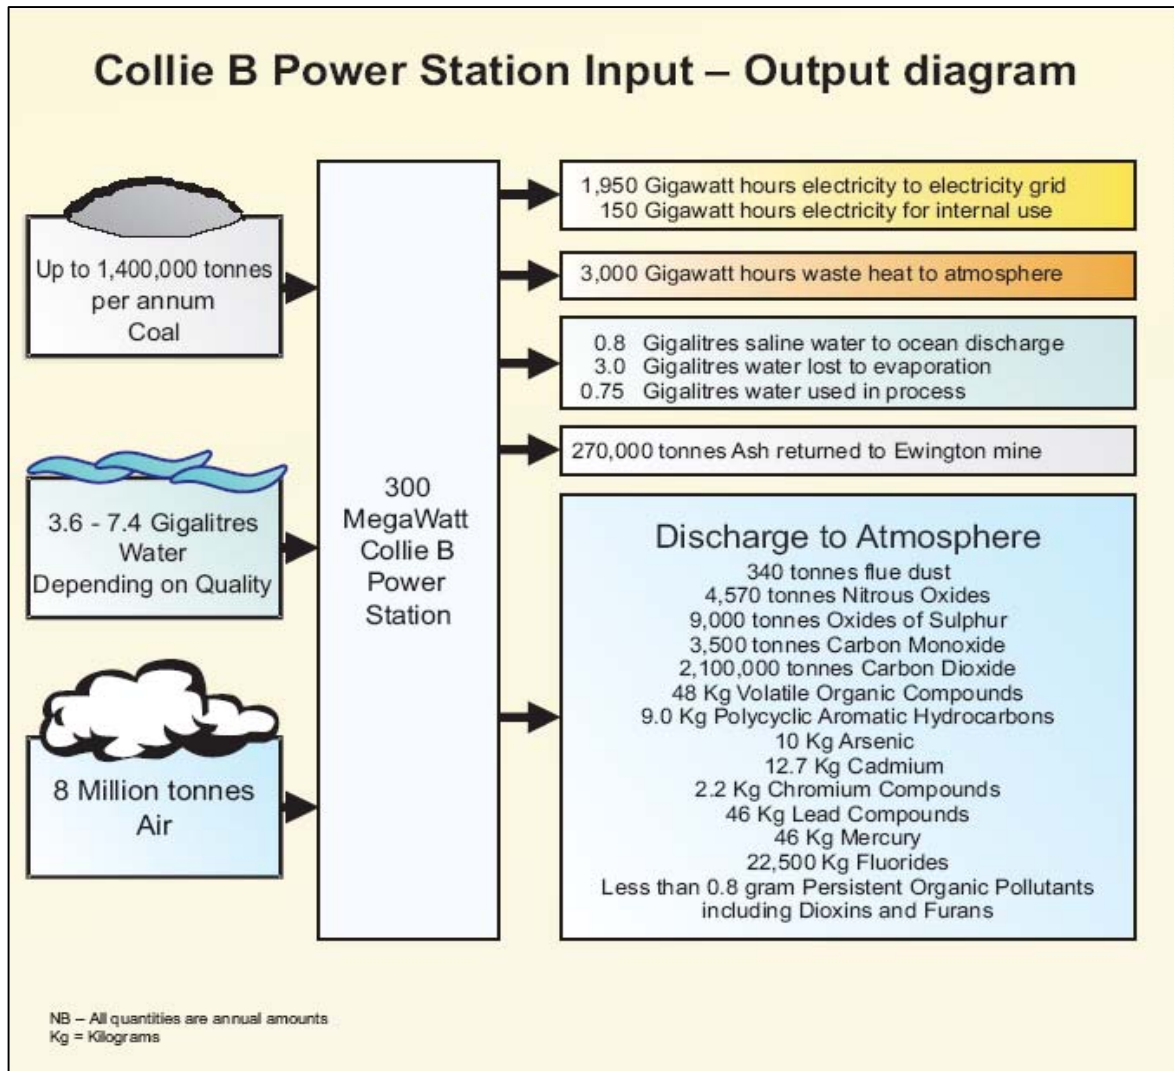 Collie B Power Station Input – Output diagram
Up to 1,400,000 tonnes
per annum
Coal
3.6 - 7.4 Gigalitres
Water
Depending on Quality
8 Million tonnes
Air
300
MegaWatt
Collie B
Power
Station
1,950 Gigawatt hours electricity to electricity grid
150 Gigawatt hours electricity for internal use
3,000 Gigawatt hours waste heat to atmosphere
0.8 Gigalitres saline water to ocean discharge
3.0 Gigalitres water lost to evaporation
0.75 Gigalitres water used in process
270,000 tonnes Ash returned to Ewington mine
Discharge to Atmosphere
340 tonnes flue dust
4,570 tonnes Nitrous Oxides
9,000 tonnes Oxides of Sulphur
3,500 tonnes Carbon Monoxide
2,100,000 tonnes Carbon Dioxide
48 Kg Volatile Organic Compounds
9.0 Kg Polycyclic Aromatic Hydrocarbons
10 Kg Arsenic
12.7 Kg Cadmium
2.2 Kg Chromium Compounds
46 Kg Lead Compounds
46 Kg Mercury
22,500 Kg Fluorides
Less than 0.8 gram Persistent Organic Pollutants
including Dioxins and Furans
NB – All quantities are annual amounts
Kg = Kilograms